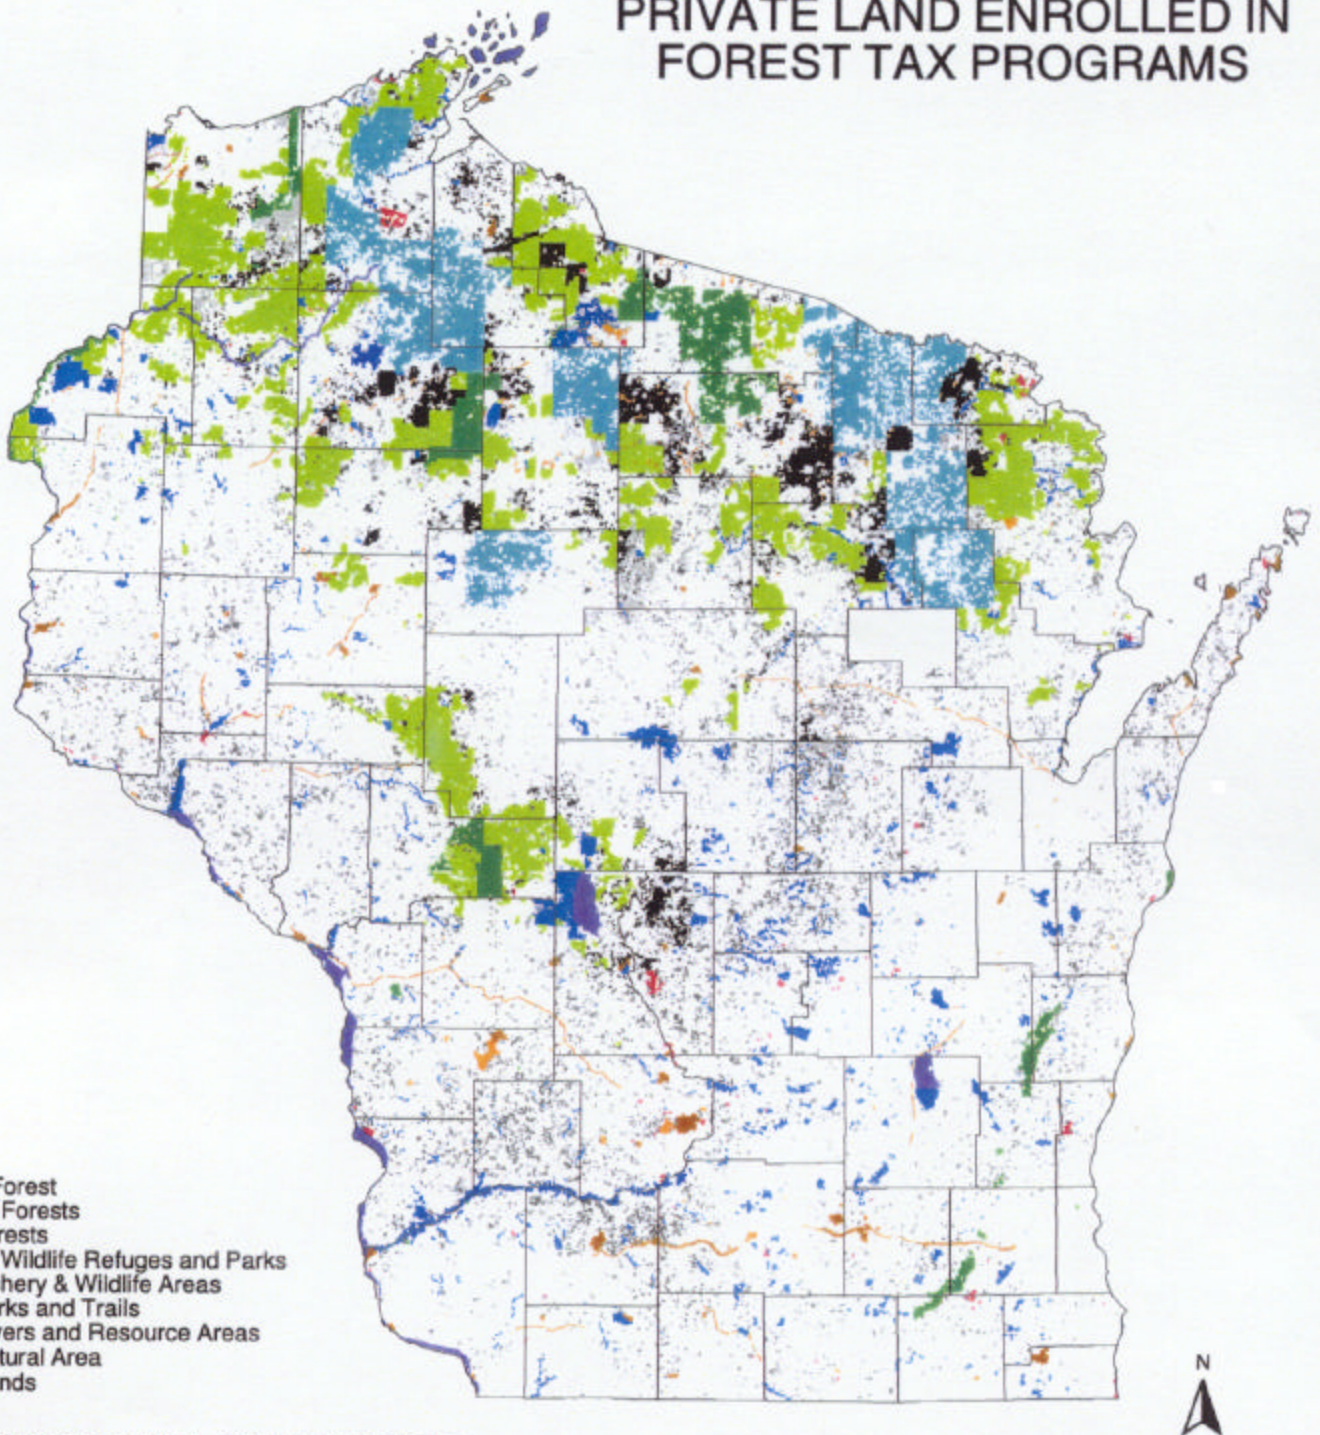 PRIVATE LAND ENROLLED IN
FOREST TAX PROGRAMS
Forest
Forests
rests
Wildlife Refuges and Parks
hery & Wildlife Areas
rks and Trails
vers and Resource Areas
tural Area
nds
N